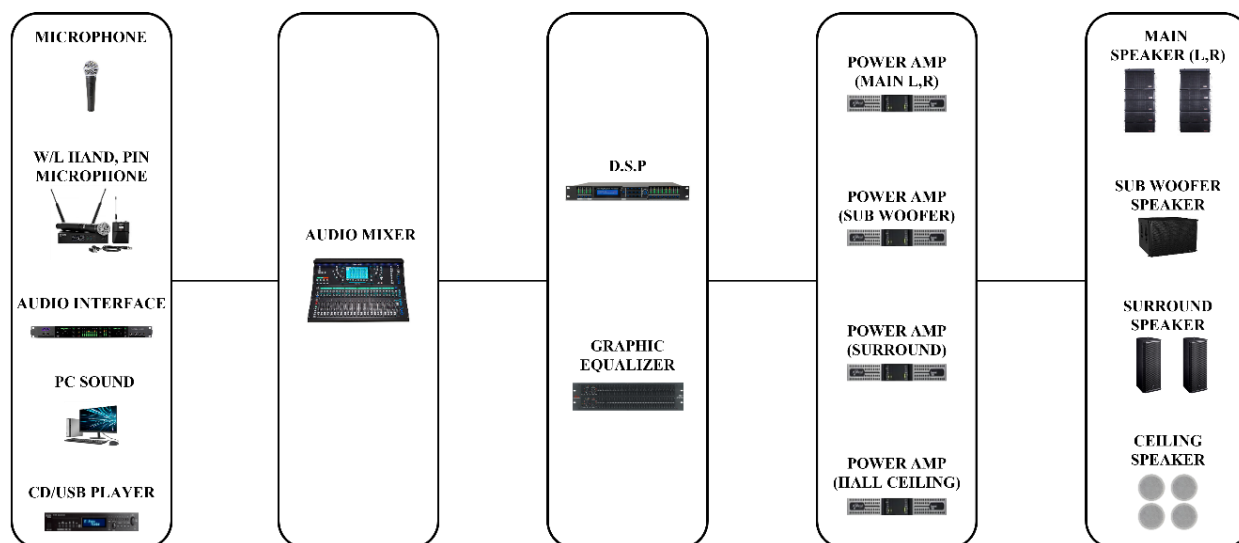 MICROPHONE
W/L HAND, PIN
MICROPHONE
AUDIO INTERFACE
PC SOUND
CD/USB PLAYER
AUDIO MIXER
D.S.P
GRAPHIC
EQUALIZER
POWER AMP
(MAIN L,R)
POWER AMP
(SUB WOOFER)
POWER AMP
(SURROUND)
POWER AMP
(HALL CEILING)
MAIN
SPEAKER (L,R)
SUB WOOFER
SPEAKER
SURROUND
SPEAKER
CEILING
SPEAKER